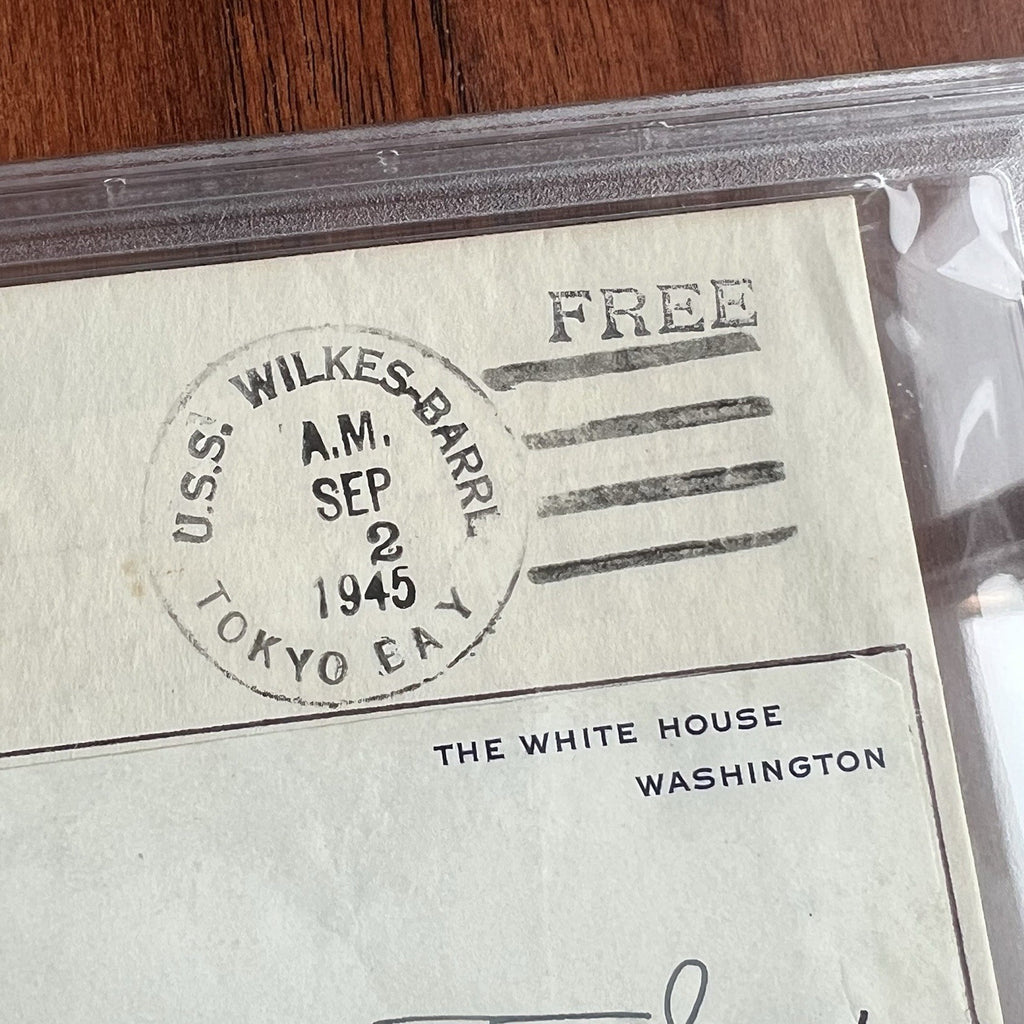 FREE
U.S.S. WILKES-BARRE
A.M.
SEP
2
1945
TOKYO BAY
THE WHITE HOUSE
WASHINGTON